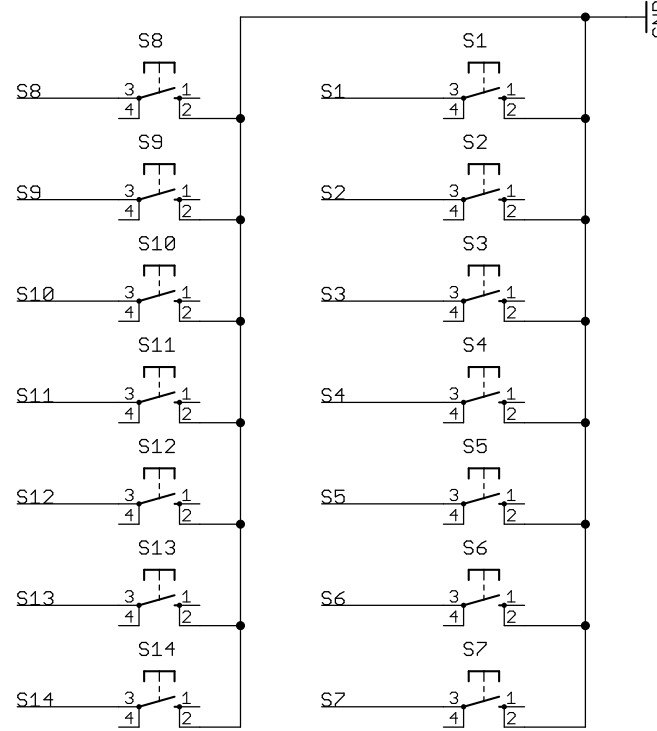 GND
S8
S8 3 1
4 2
S9
S9 3 1
4 2
S10
S10 3 1
4 2
S11
S11 3 1
4 2
S12
S12 3 1
4 2
S13
S13 3 1
4 2
S14
S14 3 1
4 2
S1
S1 3 1
4 2
S2
S2 3 1
4 2
S3
S3 3 1
4 2
S4
S4 3 1
4 2
S5
S5 3 1
4 2
S6
S6 3 1
4 2
S7
S7 3 1
4 2